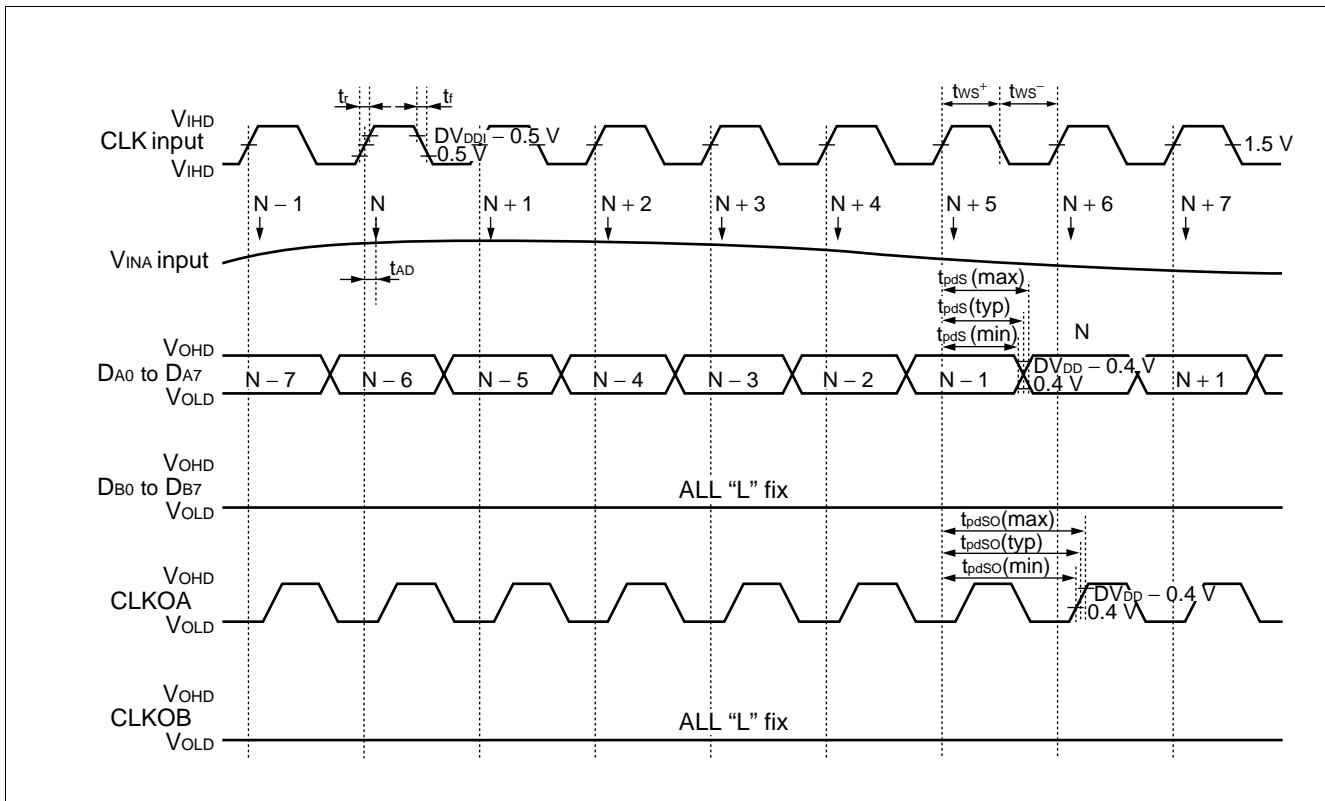 tr tf tWS+ tWS−
VIHD
CLK input
VIHD
DVDDI – 0.5 V
0.5 V
1.5 V
N – 1 N N + 1 N + 2 N + 3 N + 4 N + 5 N + 6 N + 7
VINA input
tAD
tpdS (max)
tpdS (typ)
tpdS (min)
N
VOHD
DA0 to DA7
VOLD
N – 7 N – 6 N – 5 N – 4 N – 3 N – 2 N – 1 N + 1
DVDD – 0.4 V
0.4 V
VOHD
DB0 to DB7
VOLD
ALL “L” fix
tpdSO(max)
tpdSO(typ)
tpdSO(min)
VOHD
CLKOA
VOLD
DVDD – 0.4 V
0.4 V
VOHD
CLKOB
VOLD
ALL “L” fix